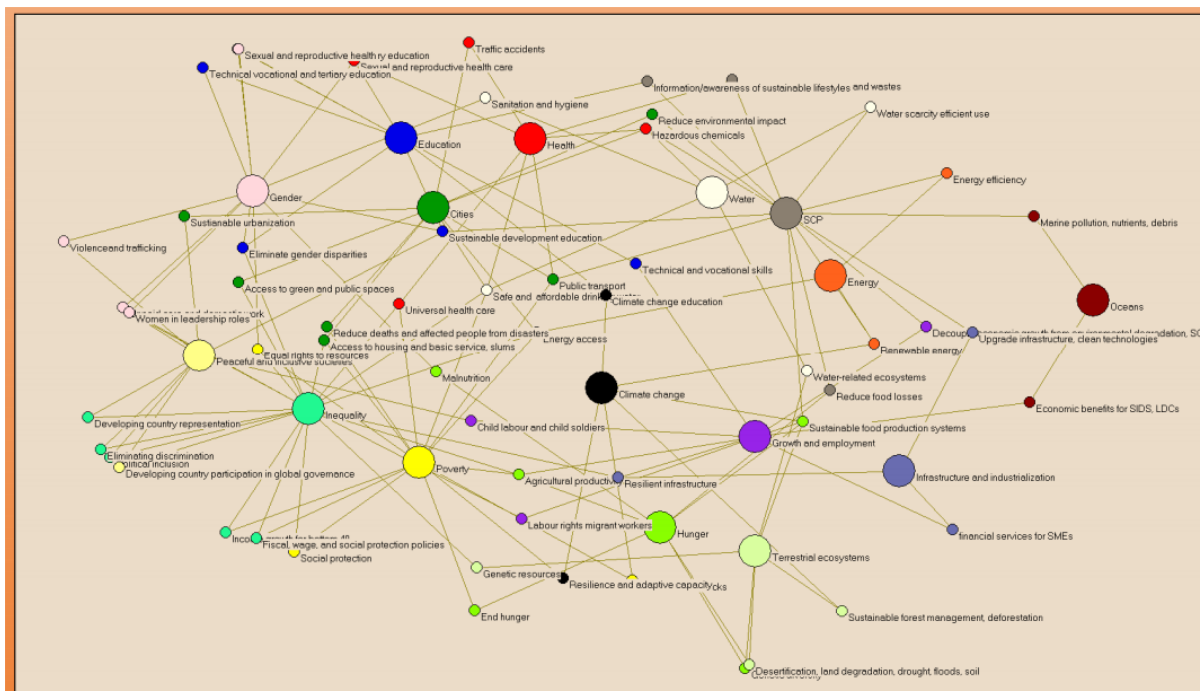 Traffic accidents
Sexual and reproductive health
ry education
Sexual and reproductive health care
Technical vocational and tertiary education
Information/awareness of sustainable lifestyles
and wastes
Sanitation and hygiene
Water scarcity efficient use
Reduce environmental impact
Hazardous chemicals
Education
Health
Energy efficiency
Gender
Water
Cities
SCP
Sustianable urbanization
Marine pollution, nutrients, debris
Sustainable development education
Violenceand trafficking
Eliminate gender disparities
Technical and vocational skills
Access to green and public spaces
Public transport
Energy
Safe and affordable
Climate change education
Oceans
Universal health care
Women in leadership roles
Reduce deaths and affected people from disasters
Upgrade infrastructure, clean technologies
Energy access
Access to housing and basic service, slums
Renewable energy
Equal rights to resources
Peaceful and inclusive societies
Malnutrition
Water-related ecosystems
Climate change
Reduce food losses
Economic benefits for SIDS, LDCs
Inequality
Developing country representation
Child labour and child soldiers
Sustainable food production systems
Growth and employment
Eliminating discrimination
Developing country participation in global governance
Poverty
Agricultural
Resilient infrastructure
Infrastructure and industrialization
Labour rights migrant workers
Hunger
financial services for SMEs
Fiscal, wage, and social protection policies
Social protection
Terrestrial ecosystems
Genetic resources
Resilience and adaptive capacity
cks
End hunger
Sustainable forest management, deforestation
Desertification, land degradation, drought, floods, soil